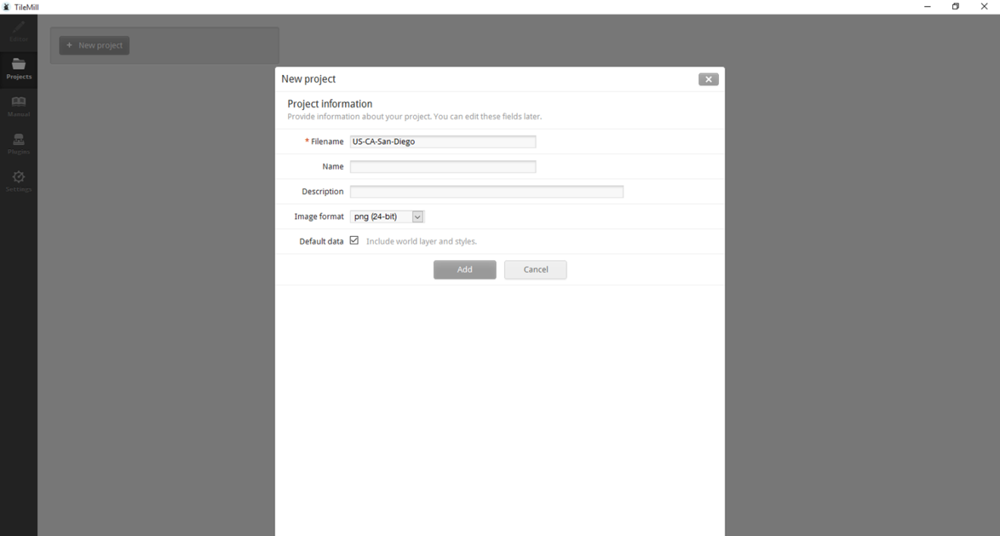 TileMill
Editor
Projects
Manual
Plugins
Settings
+ New project
New project
Project information
Provide information about your project. You can edit these fields later.
* Filename US-CA-San-Diego
Name
Description
Image format png (24-bit)
Default data Include world layer and styles.
Add Cancel